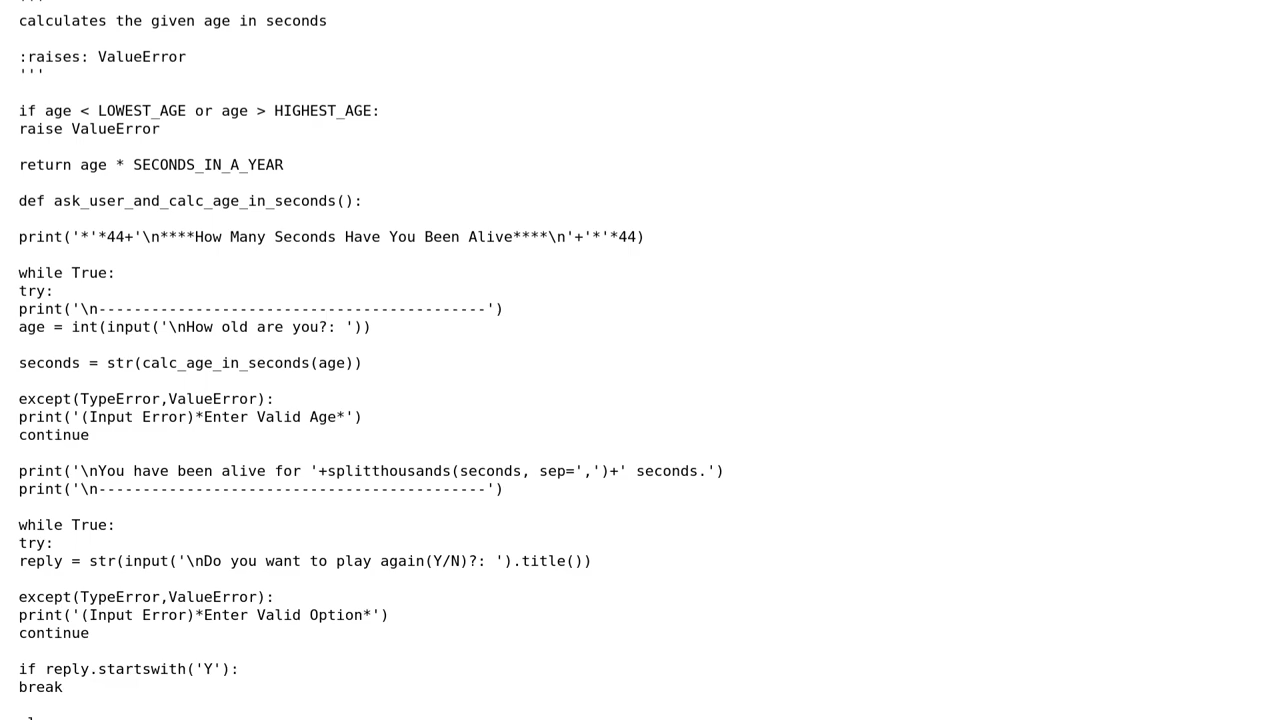 calculates the given age in seconds
:raises: ValueError
'''
if age < LOWEST_AGE or age > HIGHEST_AGE:
raise ValueError
return age * SECONDS_IN_A_YEAR
def ask_user_and_calc_age_in_seconds():
print('*'*44+'\n****How Many Seconds Have You Been Alive****\n'+'*'*44)
while True:
try:
print('\n--------------------------------------------')
age = int(input('\nHow old are you?: '))
seconds = str(calc_age_in_seconds(age))
except(TypeError,ValueError):
print('(Input Error)*Enter Valid Age*')
continue
print('\nYou have been alive for '+splitthousands(seconds, sep=',')+' seconds.')
print('\n--------------------------------------------')
while True:
try:
reply = str(input('\nDo you want to play again(Y/N)?: ').title())
except(TypeError,ValueError):
print('(Input Error)*Enter Valid Option*')
continue
if reply.startswith('Y'):
break